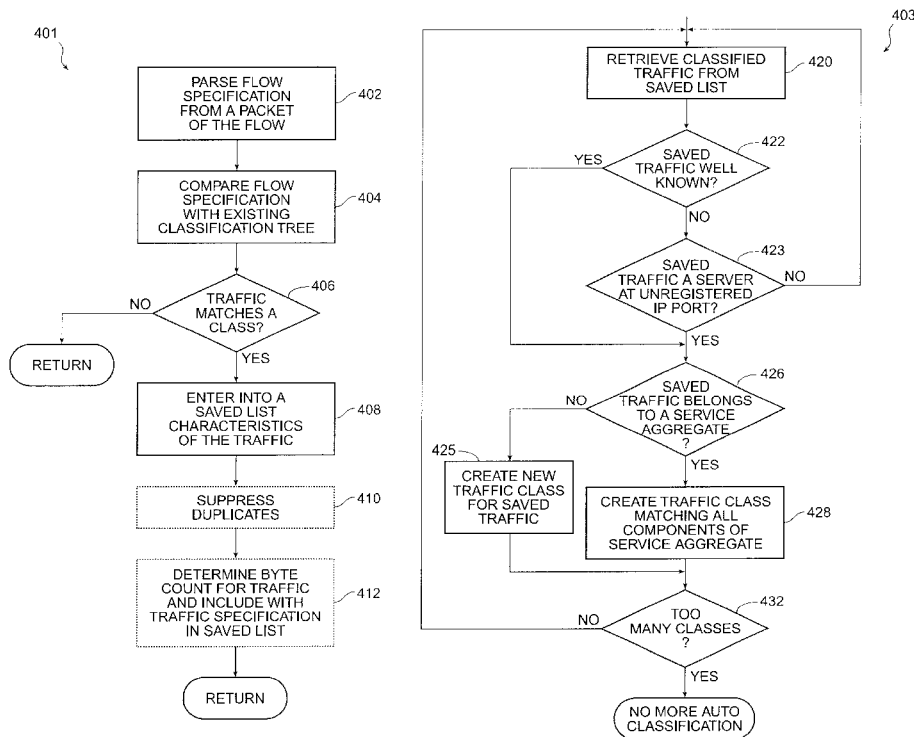 401
PARSE FLOW
SPECIFICATION
FROM A PACKET
OF THE FLOW
402
COMPARE FLOW
SPECIFICATION
WITH EXISTING
CLASSIFICATION TREE
404
TRAFFIC
MATCHES A
CLASS?
406
NO
YES
RETURN
ENTER INTO A
SAVED LIST
CHARACTERISTICS
OF THE TRAFFIC
408
SUPPRESS
DUPLICATES
410
DETERMINE BYTE
COUNT FOR TRAFFIC
AND INCLUDE WITH
TRAFFIC SPECIFICATION
IN SAVED LIST
412
RETURN
403
RETRIEVE CLASSIFIED
TRAFFIC FROM
SAVED LIST
420
SAVED
TRAFFIC WELL
KNOWN?
422
YES
NO
SAVED
TRAFFIC A SERVER
AT UNREGISTERED
IP PORT?
423
NO
YES
SAVED
TRAFFIC BELONGS
TO A SERVICE
AGGREGATE
?
426
NO
YES
425
CREATE NEW
TRAFFIC CLASS
FOR SAVED
TRAFFIC
CREATE TRAFFIC CLASS
MATCHING ALL
COMPONENTS OF
SERVICE AGGREGATE
428
TOO
MANY CLASSES
?
432
NO
YES
NO MORE AUTO
CLASSIFICATION